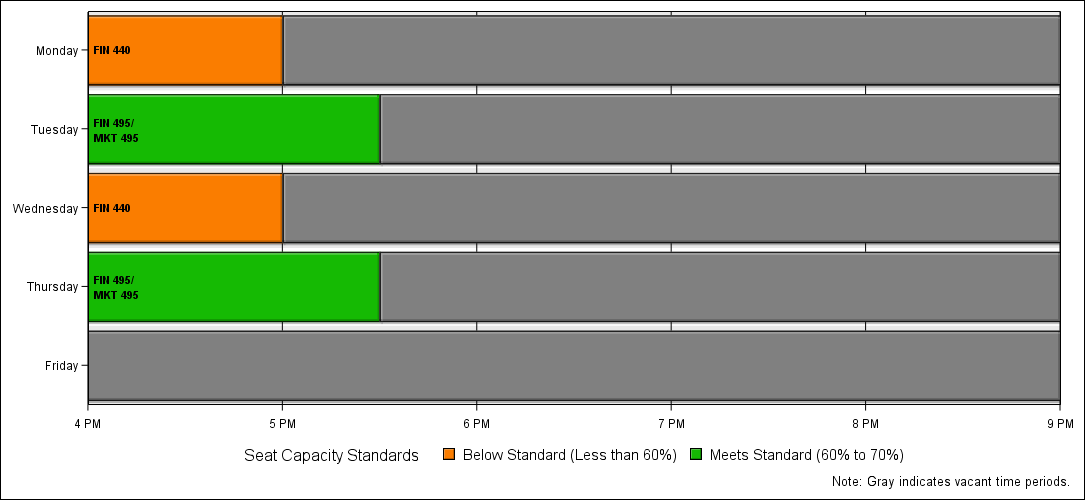 Monday
FIN 440
Tuesday
FIN 495/
MKT 495
Wednesday
FIN 440
Thursday
FIN 495/
MKT 495
Friday
4 PM 5 PM 6 PM 7 PM 8 PM 9 PM
Seat Capacity Standards Below Standard (Less than 60%) Meets Standard (60% to 70%)
Note: Gray indicates vacant time periods.